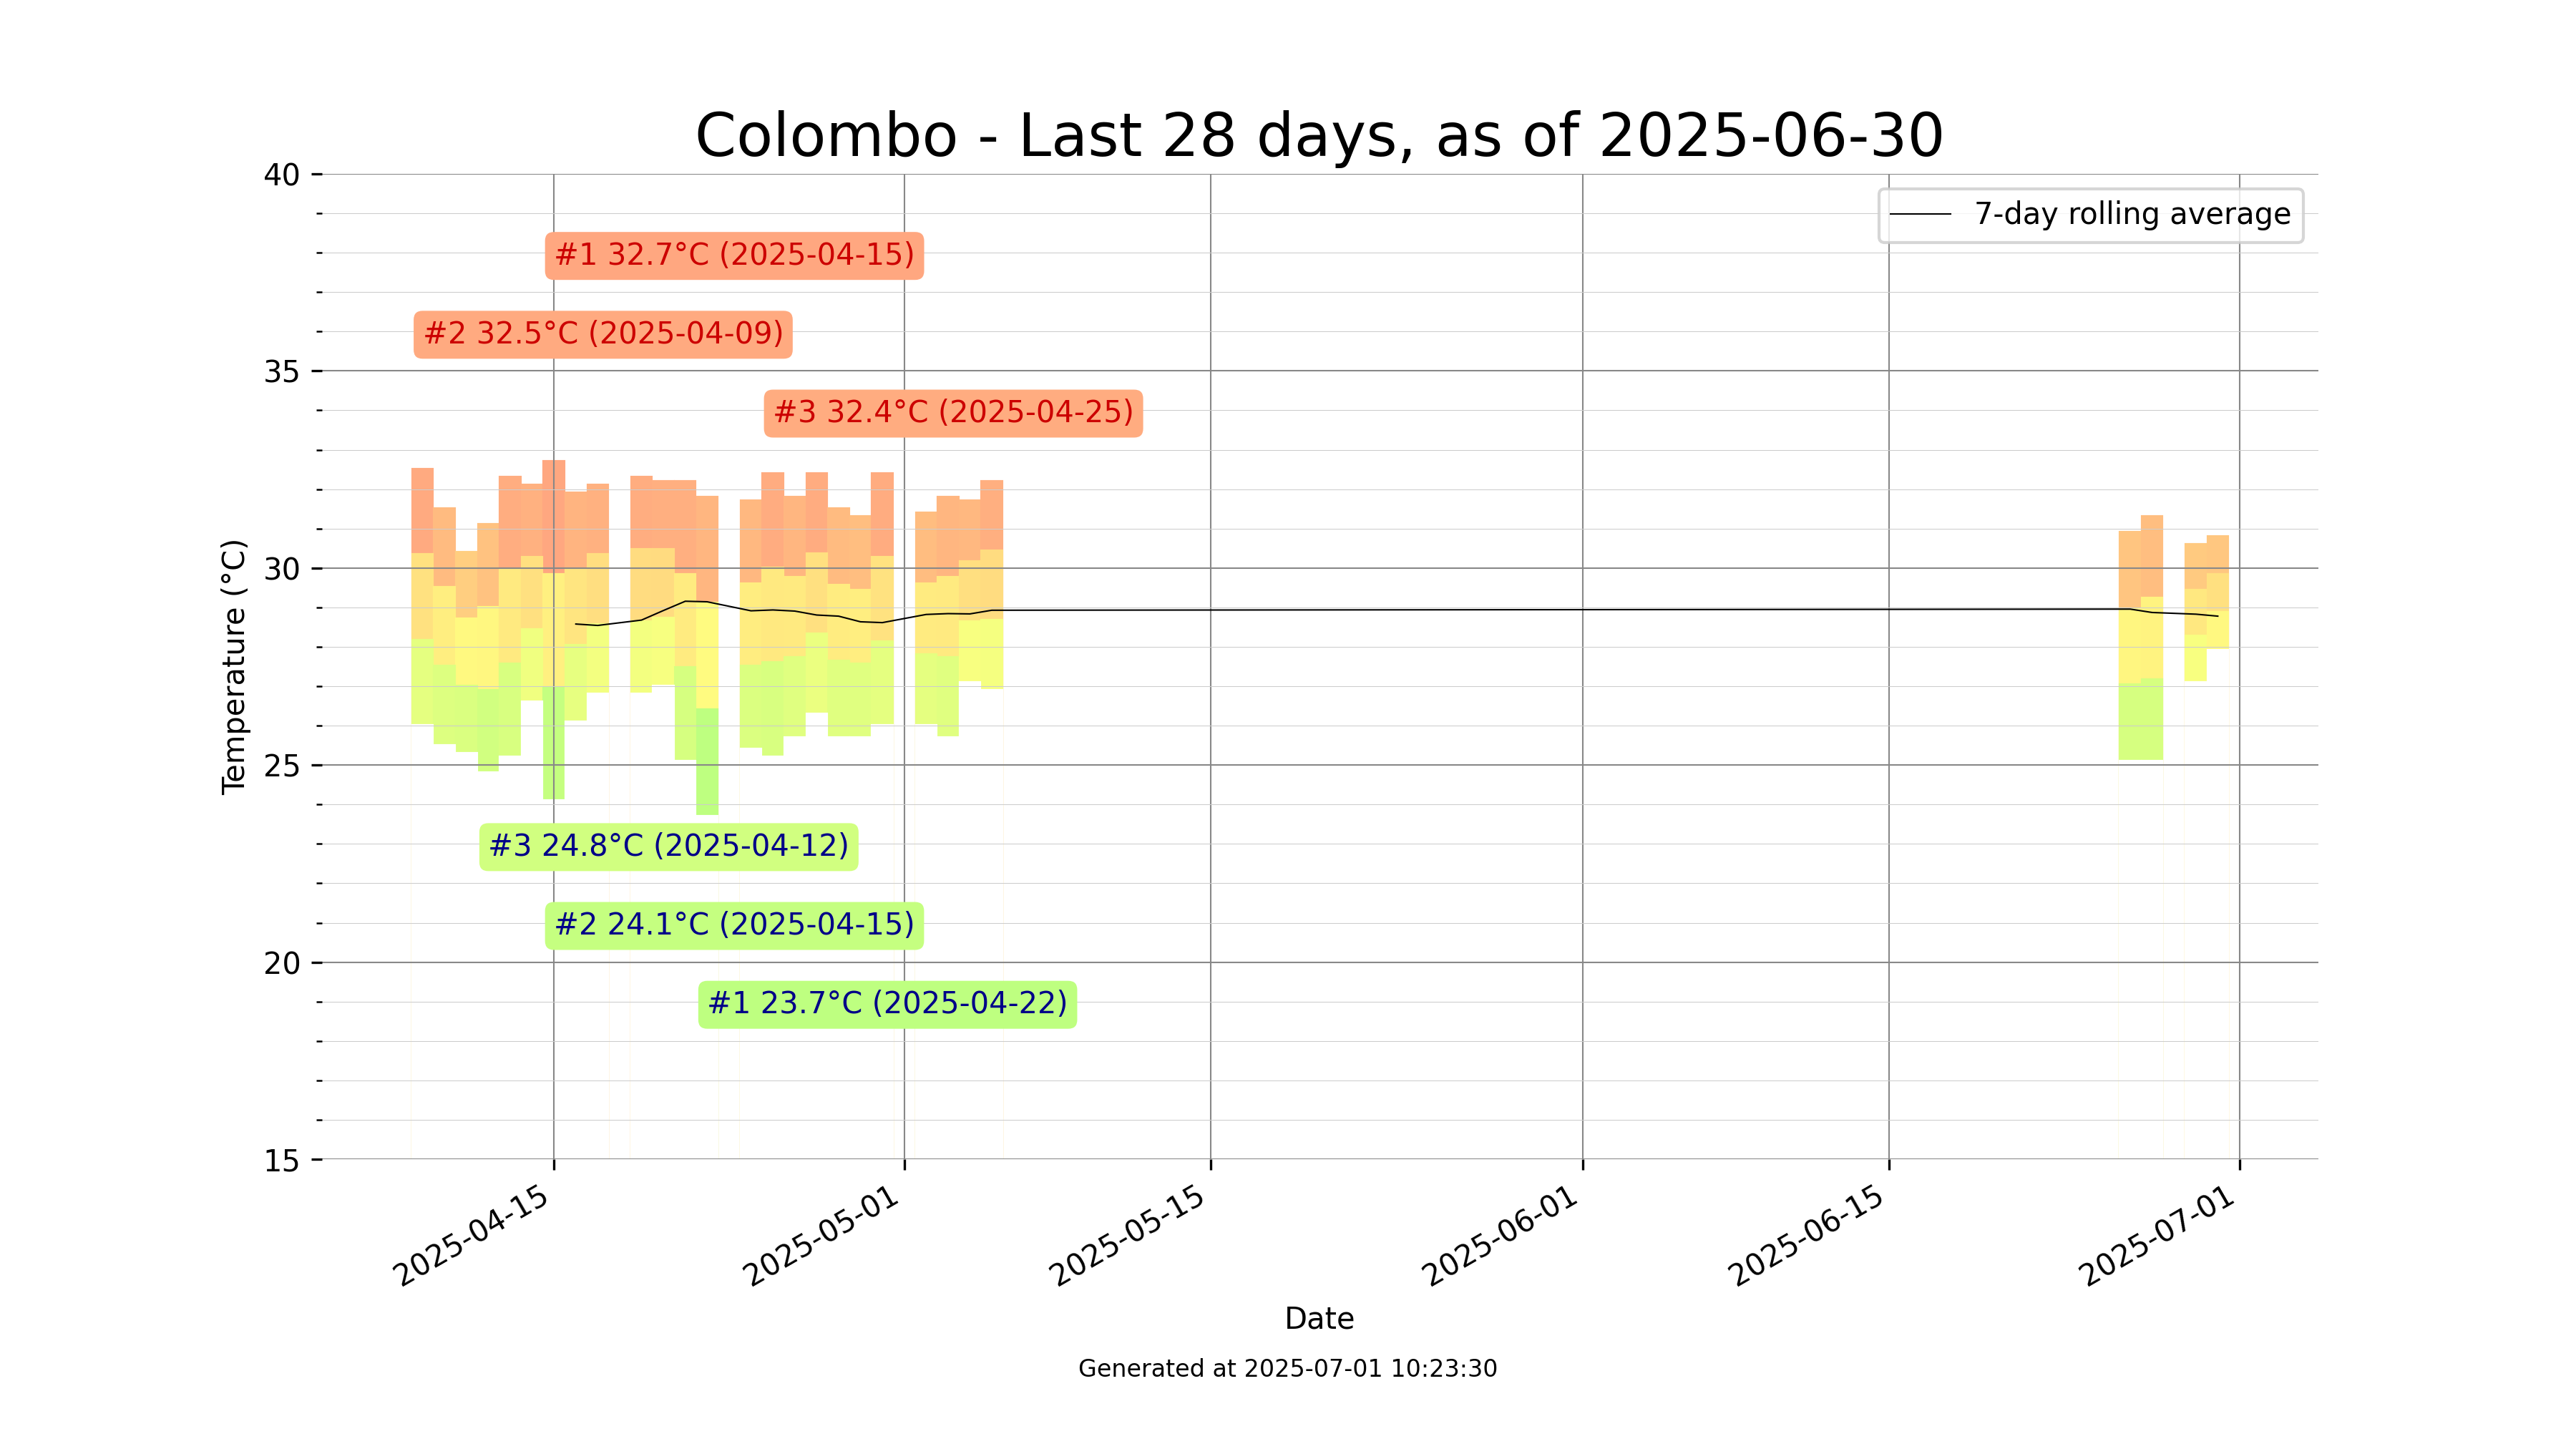 Colombo - Last 28 days, as of 2025-06-30
40
7-day rolling average
#1 32.7°C (2025-04-15)
#2 32.5°C (2025-04-09)
35
#3 32.4°C (2025-04-25)
30
Temperature (°C)
25
#3 24.8°C (2025-04-12)
#2 24.1°C (2025-04-15)
20
#1 23.7°C (2025-04-22)
15
2025-04-15
2025-05-01
2025-05-15
2025-06-01
2025-06-15
2025-07-01
Date
Generated at 2025-07-01 10:23:30